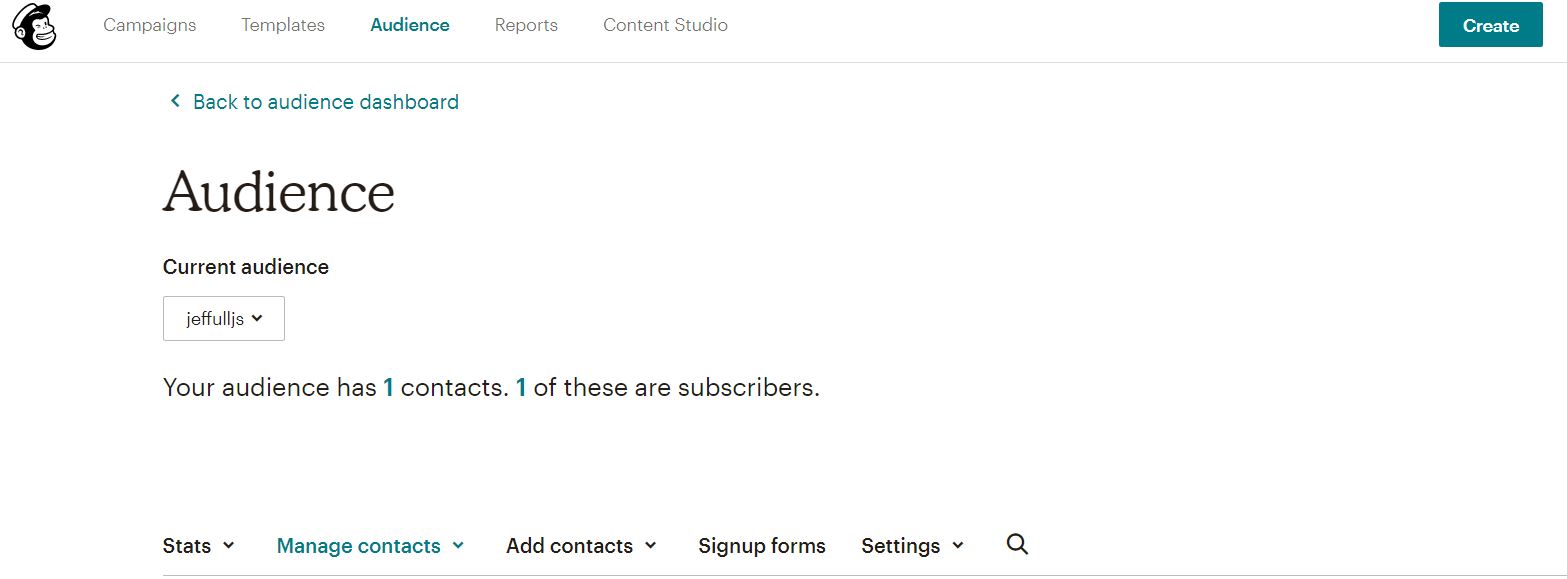 Campaigns Templates Audience Reports Content Studio Create
Back to audience dashboard
Audience
Current audience
jeffulljs
Your audience has 1 contacts. 1 of these are subscribers.
Stats Manage contacts Add contacts Signup forms Settings